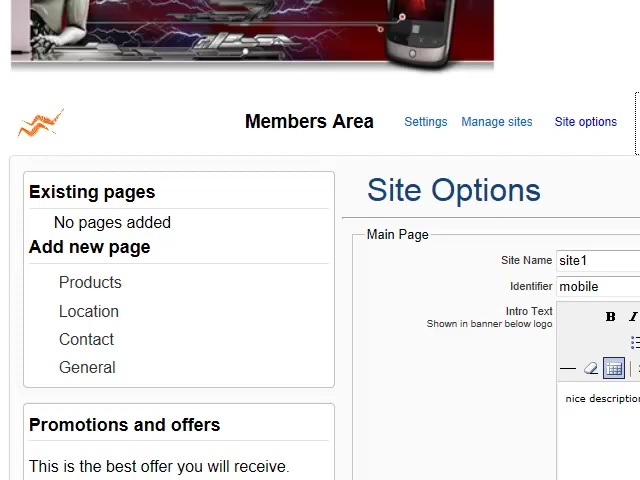 Members Area
Settings
Manage sites
Site options
Existing pages
No pages added
Add new page
Products
Location
Contact
General
Promotions and offers
This is the best offer you will receive.
Site Options
Main Page
Site Name site1
Identifier mobile
Intro Text
Shown in banner below logo
B I
nice description